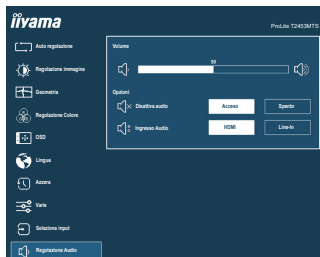 iiyama
ProLite T2453MTS
Auto regolazione
Regolazione immagine
Geometria
Regolazione Colore
OSD
Lingua
Azzera
Varie
Seleziona input
Regolazione Audio
Volume
50
Opzioni
Disattiva audio
Acceso
Spento
Ingresso Audio
HDMI
Line-In